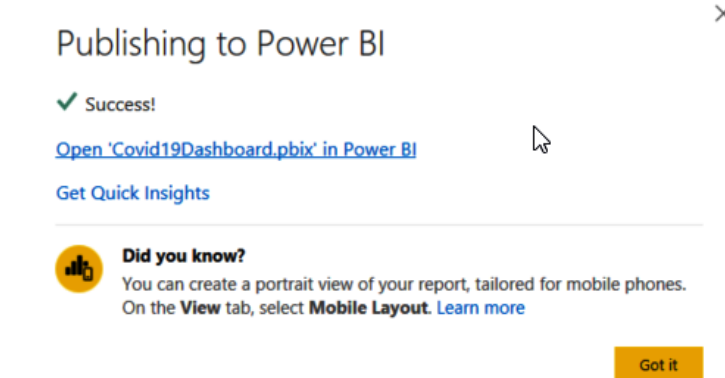 Publishing to Power BI
Success!
Open 'Covid19Dashboard.pbix' in Power BI
Get Quick Insights
Did you know?
You can create a portrait view of your report, tailored for mobile phones.
On the View tab, select Mobile Layout. Learn more
Got it